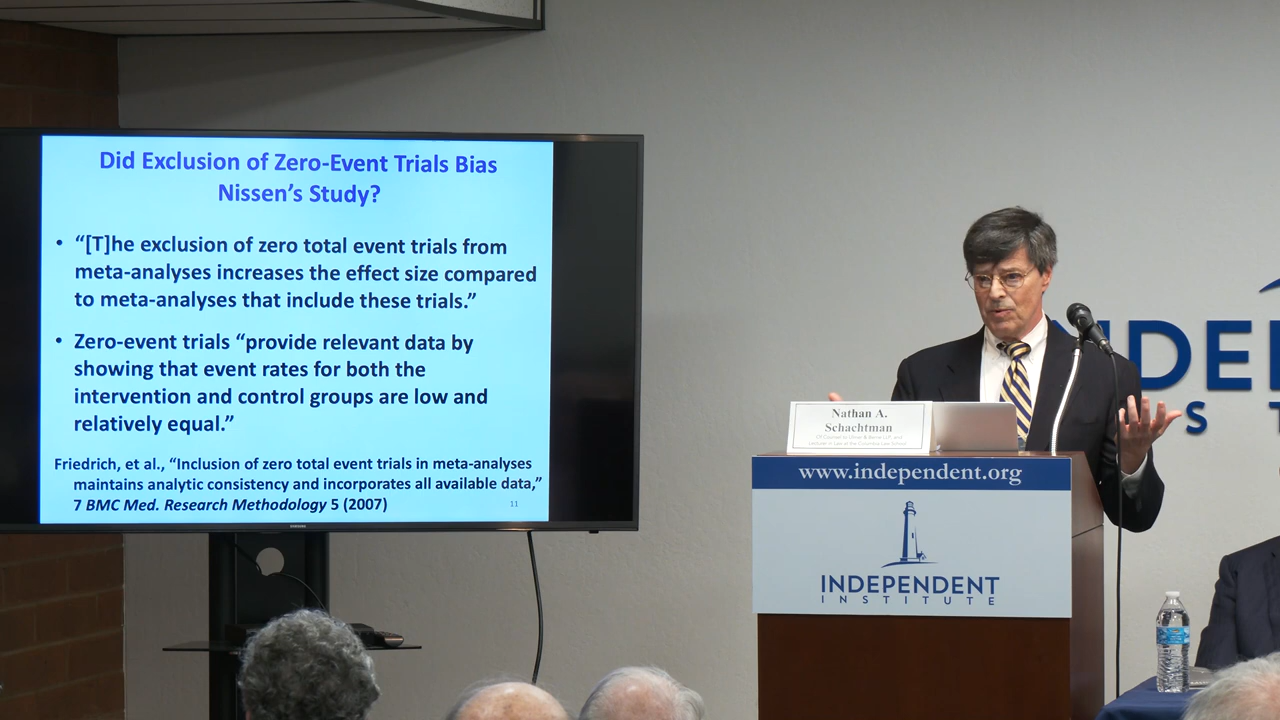 Did Exclusion of Zero-Event Trials Bias
Nissen's Study?
• “[T]he exclusion of zero total event trials from
meta-analyses increases the effect size compared
to meta-analyses that include these trials.”
• Zero-event trials “provide relevant data by
showing that event rates for both the
intervention and control groups are low and
relatively equal.”
Friedrich, et al., “Inclusion of zero total event trials in meta-analyses
maintains analytic consistency and incorporates all available data,”
7 BMC Med. Research Methodology 5 (2007)
11
SAMSUNG
Nathan A.
Schachtman
www.independent.org
INDEPENDENT
INSTITUTE